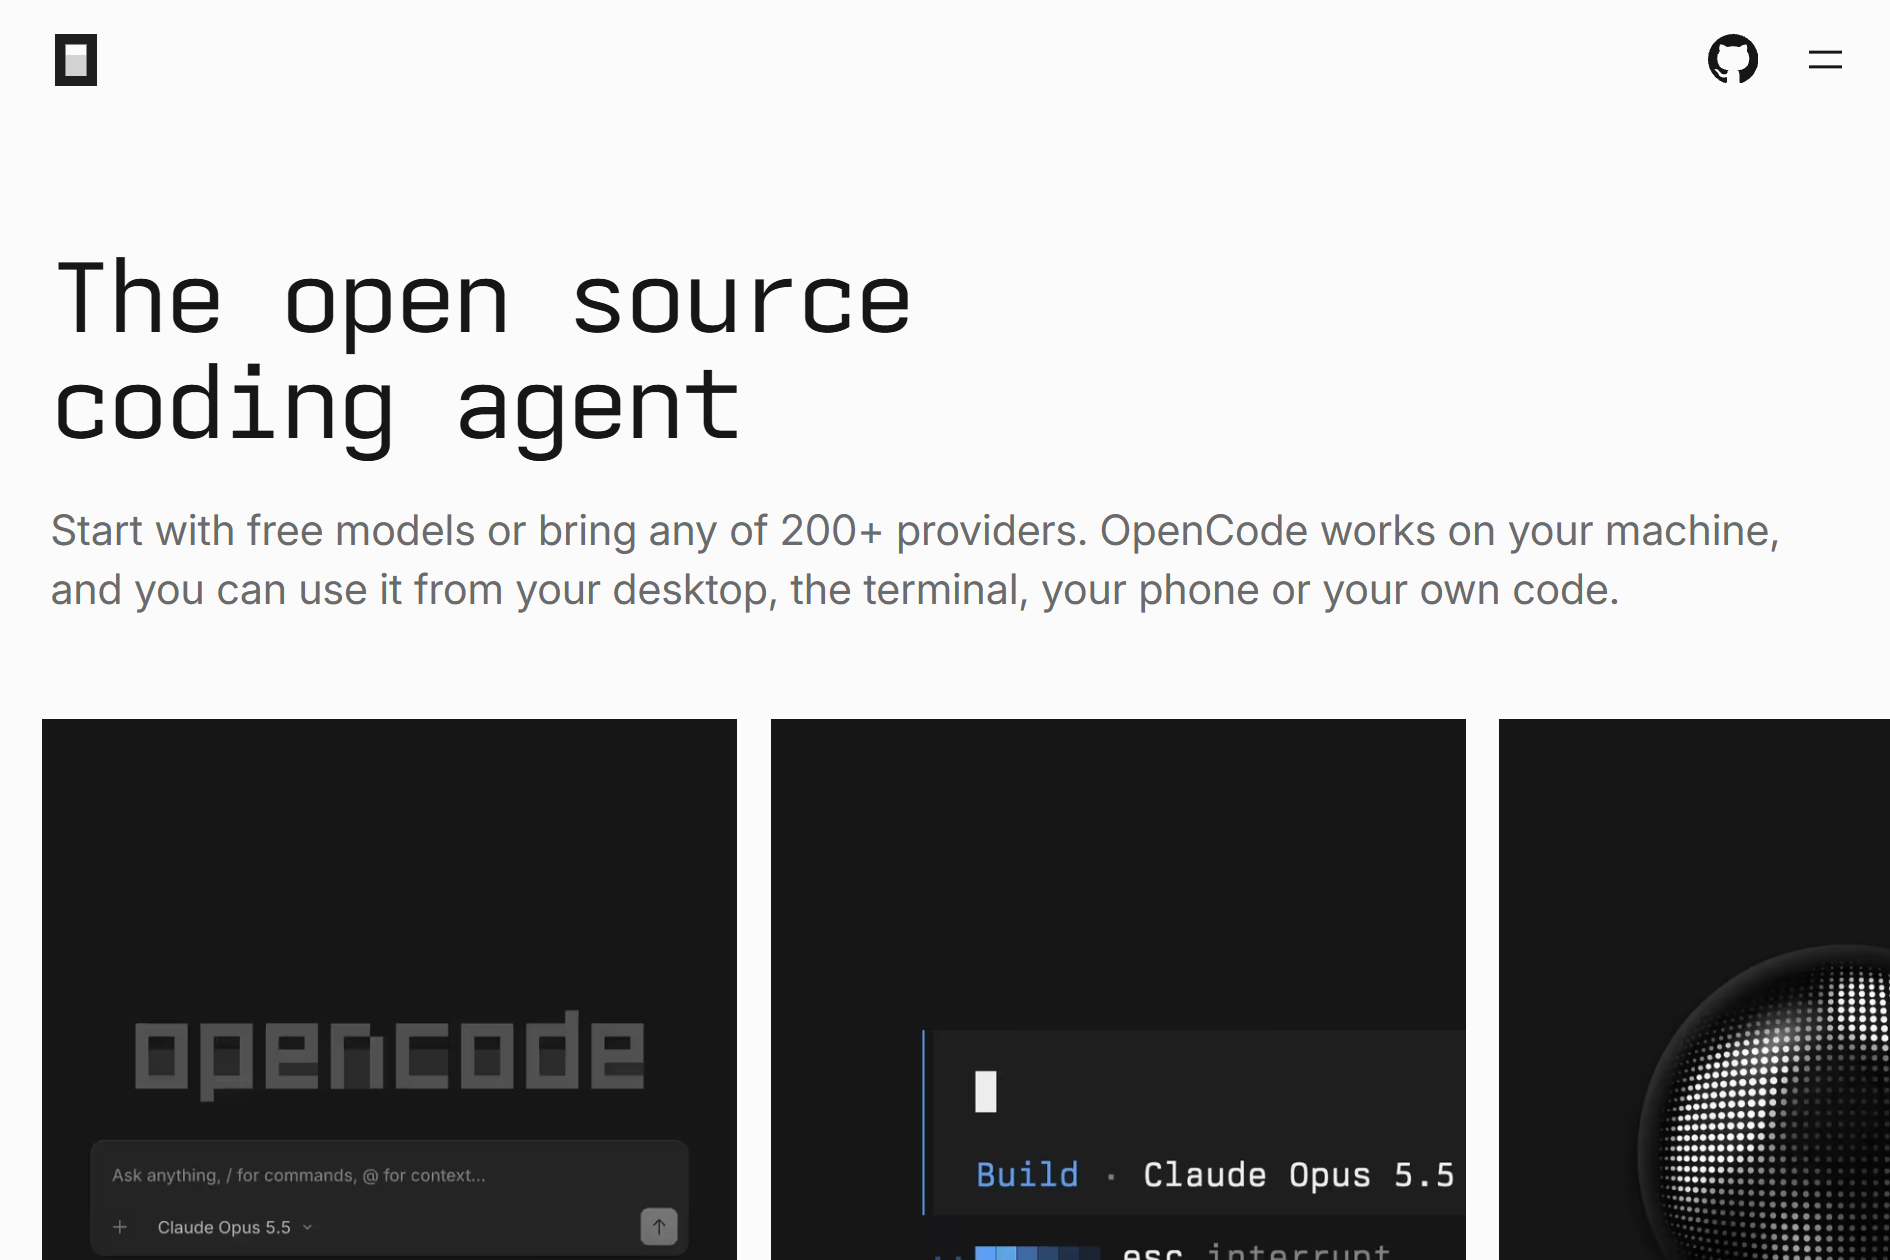 The open source
coding agent
Start with free models or bring any of 200+ providers. OpenCode works on your machine,
and you can use it from your desktop, the terminal, your phone or your own code.
opencode
Ask anything, / for commands, @ for context...
+ Claude Opus 5.5
Build · Claude Opus 5.5
esc interrupt